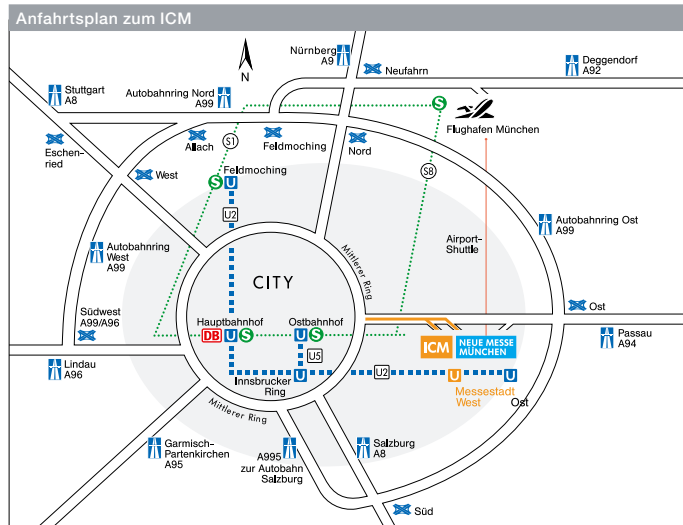 Anfahrtsplan zum ICM
Nürnberg
A9
N
Neufahrn
Deggendorf
A92
Stuttgart
A8
Autobahnring Nord
A99
S
Flughafen München
Eschen-
ried
Allach
Feldmoching
Nord
S1
S8
West
Feldmoching
S
U
U2
Autobahnring Ost
A99
Autobahnring
West
A99
Airport-
Shuttle
Mittlerer Ring
CITY
Südwest
A99/A96
Ost
Hauptbahnhof
Ostbahnhof
DB
U
S
U
S
Passau
A94
ICM
NEUE MESSE
MÜNCHEN
U5
Lindau
A96
Innsbrucker
Ring
U
U2
U
U
Messestadt
West
Ost
Mittlerer Ring
Garmisch-
Partenkirchen
A95
A995
zur Autobahn
Salzburg
Salzburg
A8
Süd